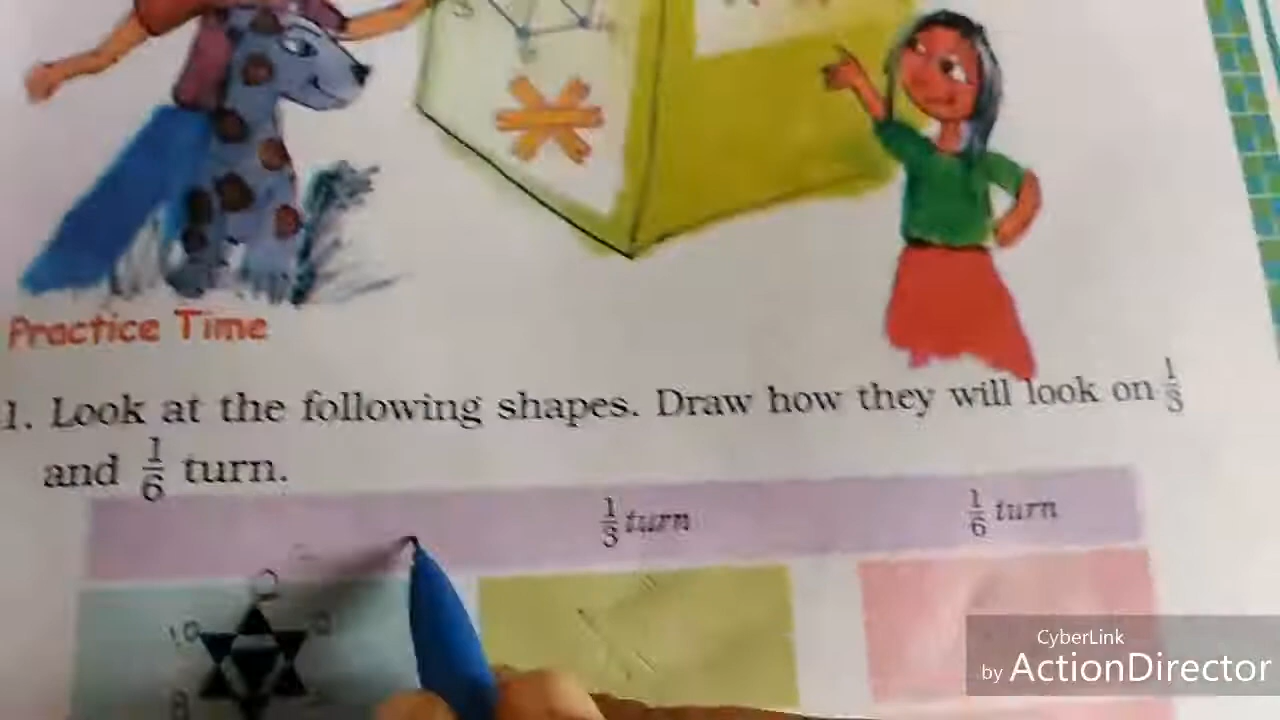 Practice Time
1. Look at the following shapes. Draw how they will look on 1/3
and 1/6 turn.
1/3 turn 1/6 turn
CyberLink
by ActionDirector